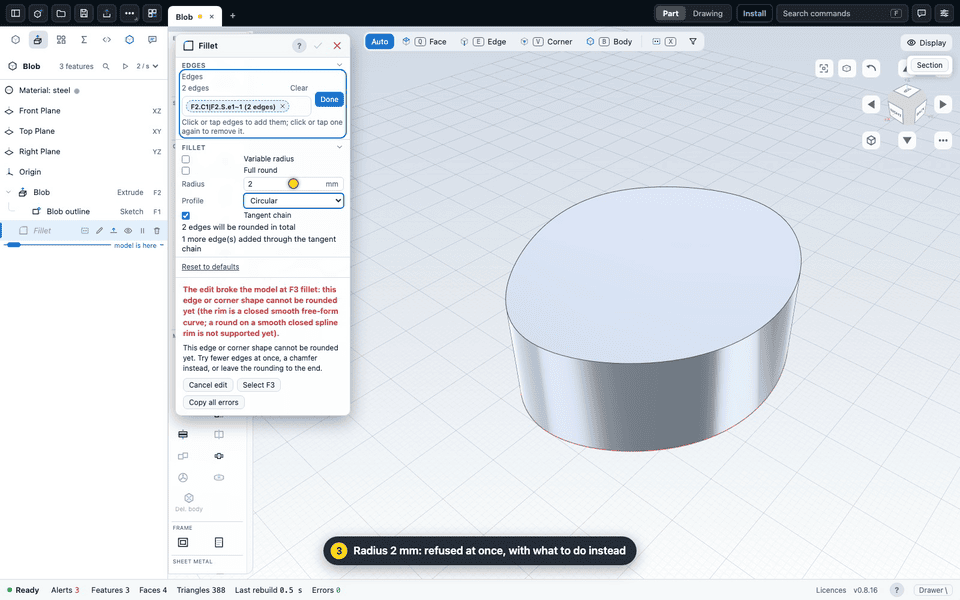 Blob
Part
Drawing
Install
Search commands
F
Blob
3 features
2 / s
Material: steel
Front Plane XZ
Top Plane XY
Right Plane YZ
Origin
Blob Extrude F2
Blob outline Sketch F1
Fillet
model is here
Fillet
?
EDGES
Edges
2 edges
Clear
F2.C1|F2.S.e1~1 (2 edges)
Done
Click or tap edges to add them; click or tap one
again to remove it.
FILLET
Variable radius
Full round
Radius 2 mm
Profile Circular
Tangent chain
2 edges will be rounded in total
1 more edge(s) added through the tangent
chain
Reset to defaults
The edit broke the model at F3 fillet: this
edge or corner shape cannot be rounded
yet (the rim is a closed smooth free-form
curve; a round on a smooth closed spline
rim is not supported yet).
This edge or corner shape cannot be rounded
yet. Try fewer edges at once, a chamfer
instead, or leave the rounding to the end.
Cancel edit
Select F3
Copy all errors
Del. body
FRAME
SHEET METAL
Auto
Q Face
E Edge
V Corner
B Body
X
Display
Section
3 Radius 2 mm: refused at once, with what to do instead
Ready
Alerts 3
Features 3
Faces 4
Triangles 388
Last rebuild 0.5 s
Errors 0
Licences
v0.8.16
?
Drawer \